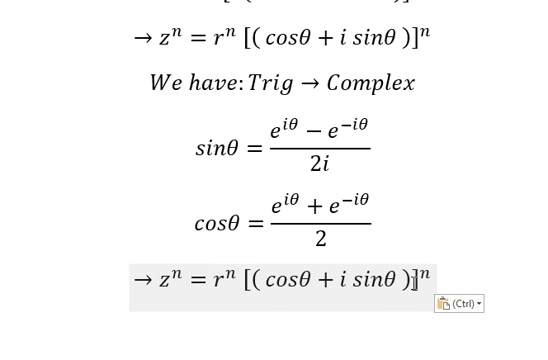 → zⁿ = rⁿ [( cosθ + i sinθ )]ⁿ
We have: Trig → Complex
sinθ = (e^{iθ} − e^{−iθ}) / 2i
cosθ = (e^{iθ} + e^{−iθ}) / 2
→ zⁿ = rⁿ [( cosθ + i sinθ )]ⁿ
(Ctrl)